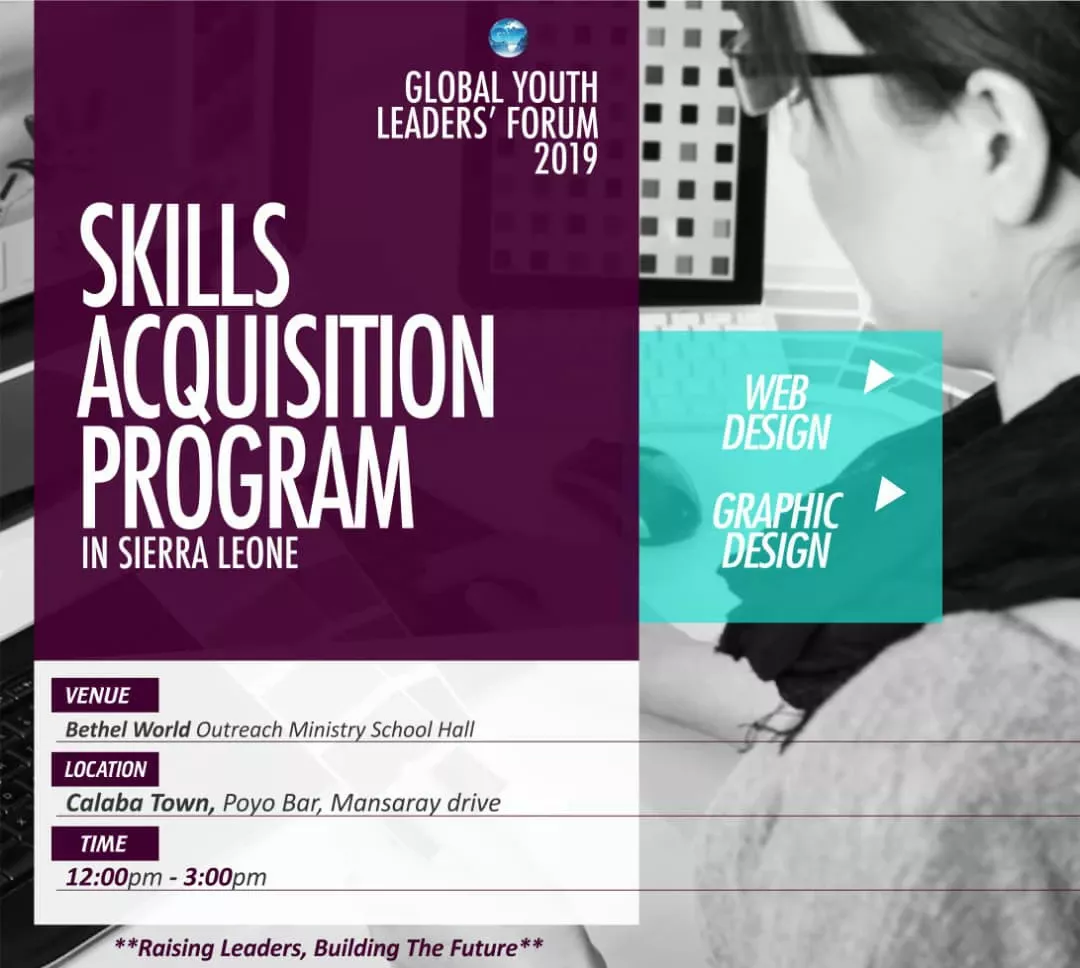 GLOBAL YOUTH
LEADERS' FORUM
2019
SKILLS
ACQUISITION
PROGRAM
IN SIERRA LEONE
WEB
DESIGN
GRAPHIC
DESIGN
VENUE
Bethel World Outreach Ministry School Hall
LOCATION
Calaba Town, Poyo Bar, Mansaray drive
TIME
12:00pm - 3:00pm
**Raising Leaders, Building The Future**